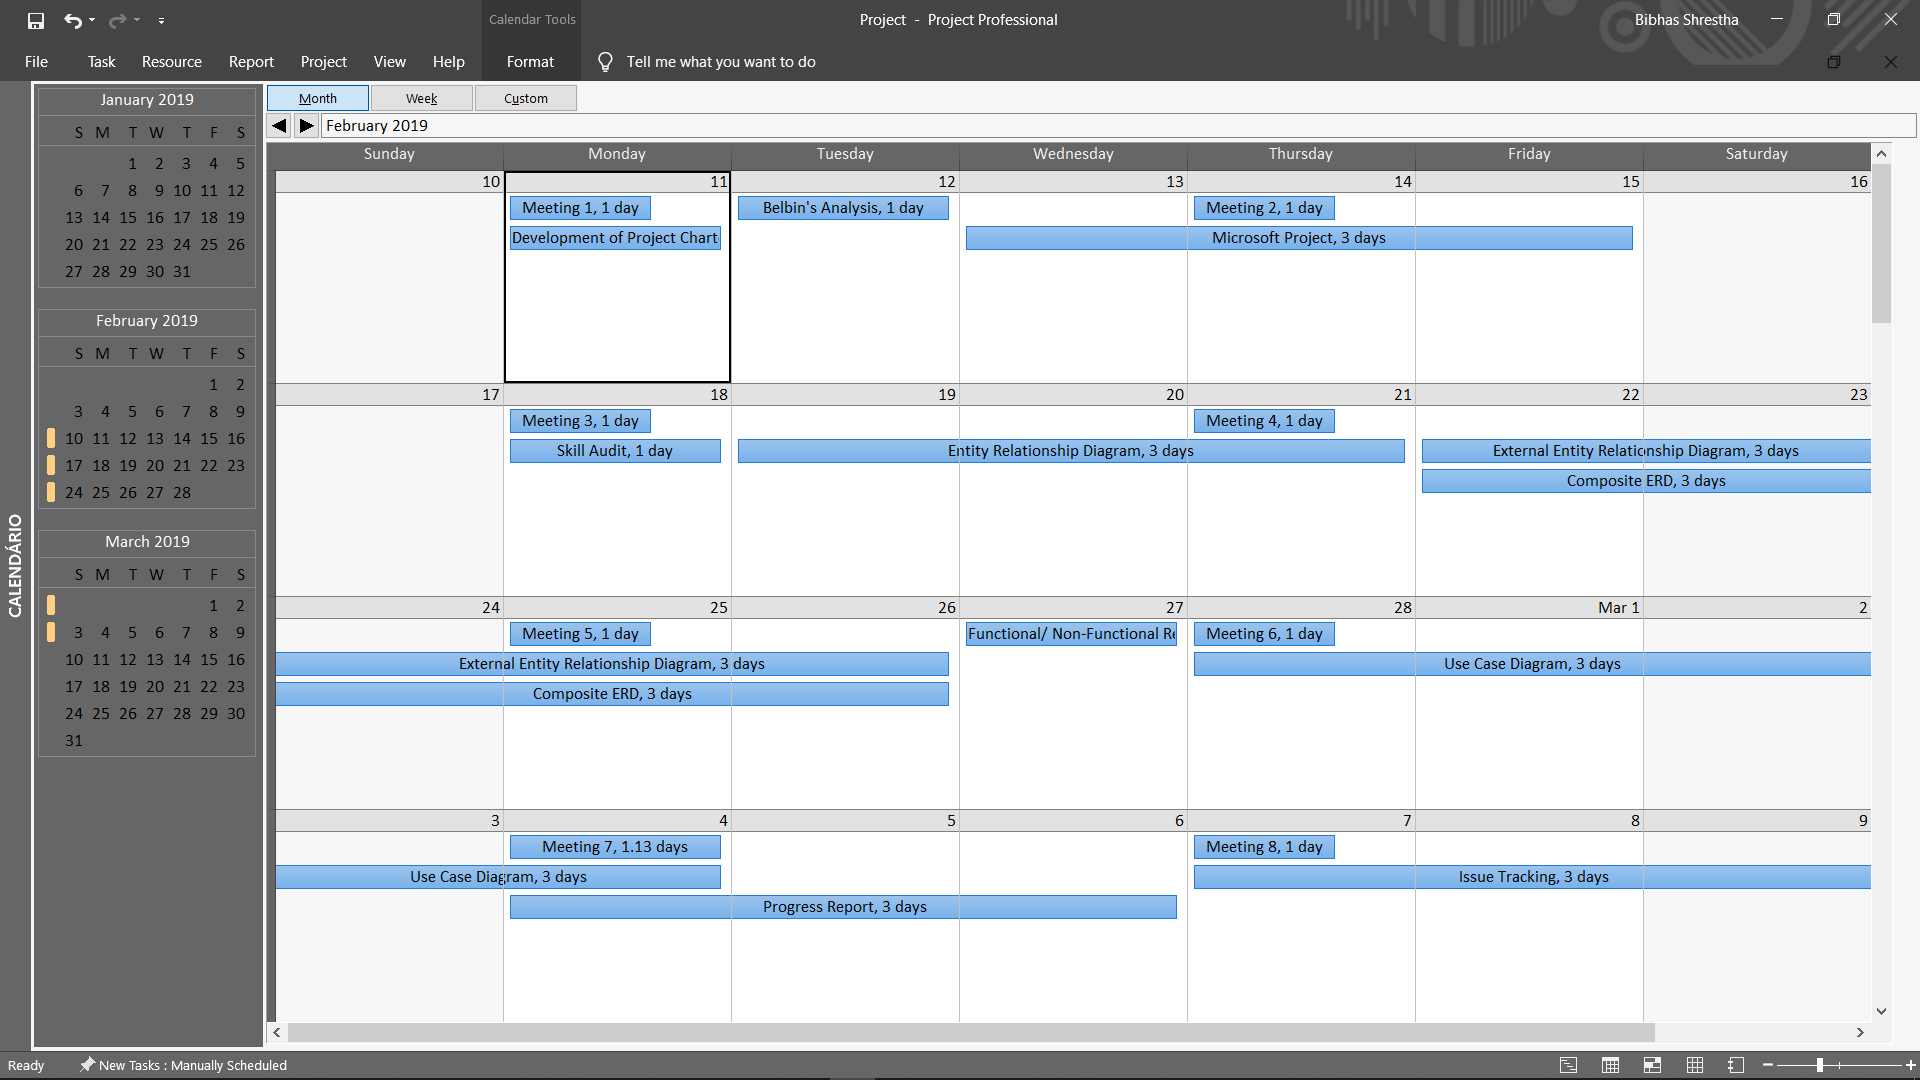 Calendar Tools
Project - Project Professional
Bibhas Shrestha
File Task Resource Report Project View Help Format Tell me what you want to do
CALENDÁRIO
January 2019
S M T W T F S
1 2 3 4 5
6 7 8 9 10 11 12
13 14 15 16 17 18 19
20 21 22 23 24 25 26
27 28 29 30 31
February 2019
S M T W T F S
1 2
3 4 5 6 7 8 9
10 11 12 13 14 15 16
17 18 19 20 21 22 23
24 25 26 27 28
March 2019
S M T W T F S
1 2
3 4 5 6 7 8 9
10 11 12 13 14 15 16
17 18 19 20 21 22 23
24 25 26 27 28 29 30
31
Month Week Custom
February 2019
Sunday Monday Tuesday Wednesday Thursday Friday Saturday
10 11 12 13 14 15 16
Meeting 1, 1 day Belbin's Analysis, 1 day Meeting 2, 1 day
Development of Project Chart Microsoft Project, 3 days
17 18 19 20 21 22 23
Meeting 3, 1 day Meeting 4, 1 day
Skill Audit, 1 day Entity Relationship Diagram, 3 days External Entity Relationship Diagram, 3 days
Composite ERD, 3 days
24 25 26 27 28 Mar 1 2
Meeting 5, 1 day Functional/ Non-Functional Re Meeting 6, 1 day
External Entity Relationship Diagram, 3 days Use Case Diagram, 3 days
Composite ERD, 3 days
3 4 5 6 7 8 9
Meeting 7, 1.13 days Meeting 8, 1 day
Use Case Diagram, 3 days Issue Tracking, 3 days
Progress Report, 3 days
Ready New Tasks : Manually Scheduled